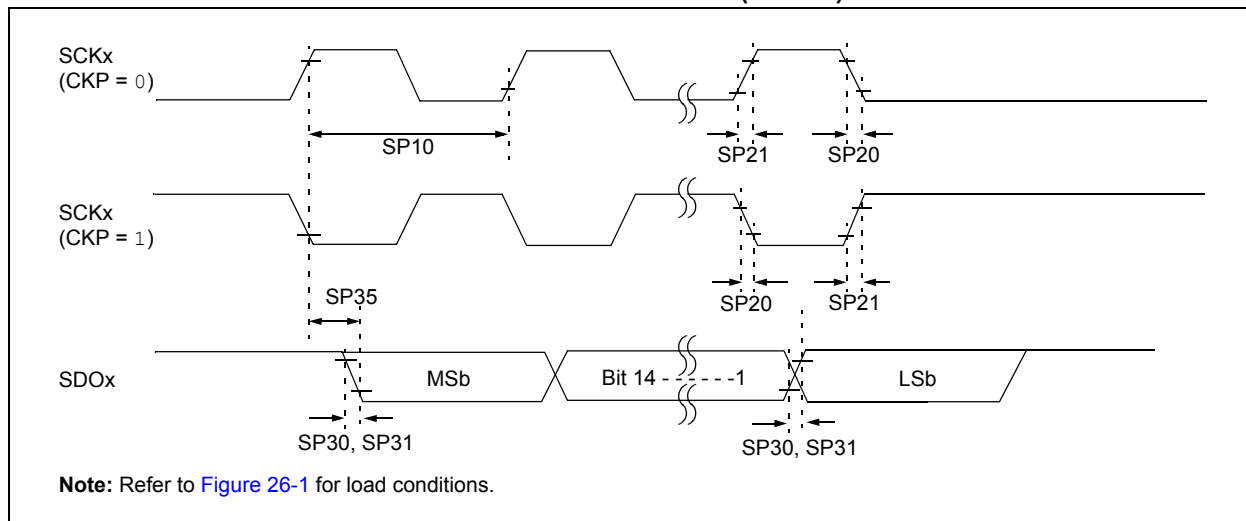 SCKx
(CKP = 0)
SP10
SP21
SP20
SCKx
(CKP = 1)
SP35
SP20
SP21
SDOx
MSb
Bit 14 - - - - - -1
LSb
SP30, SP31
SP30, SP31
Note: Refer to Figure 26-1 for load conditions.